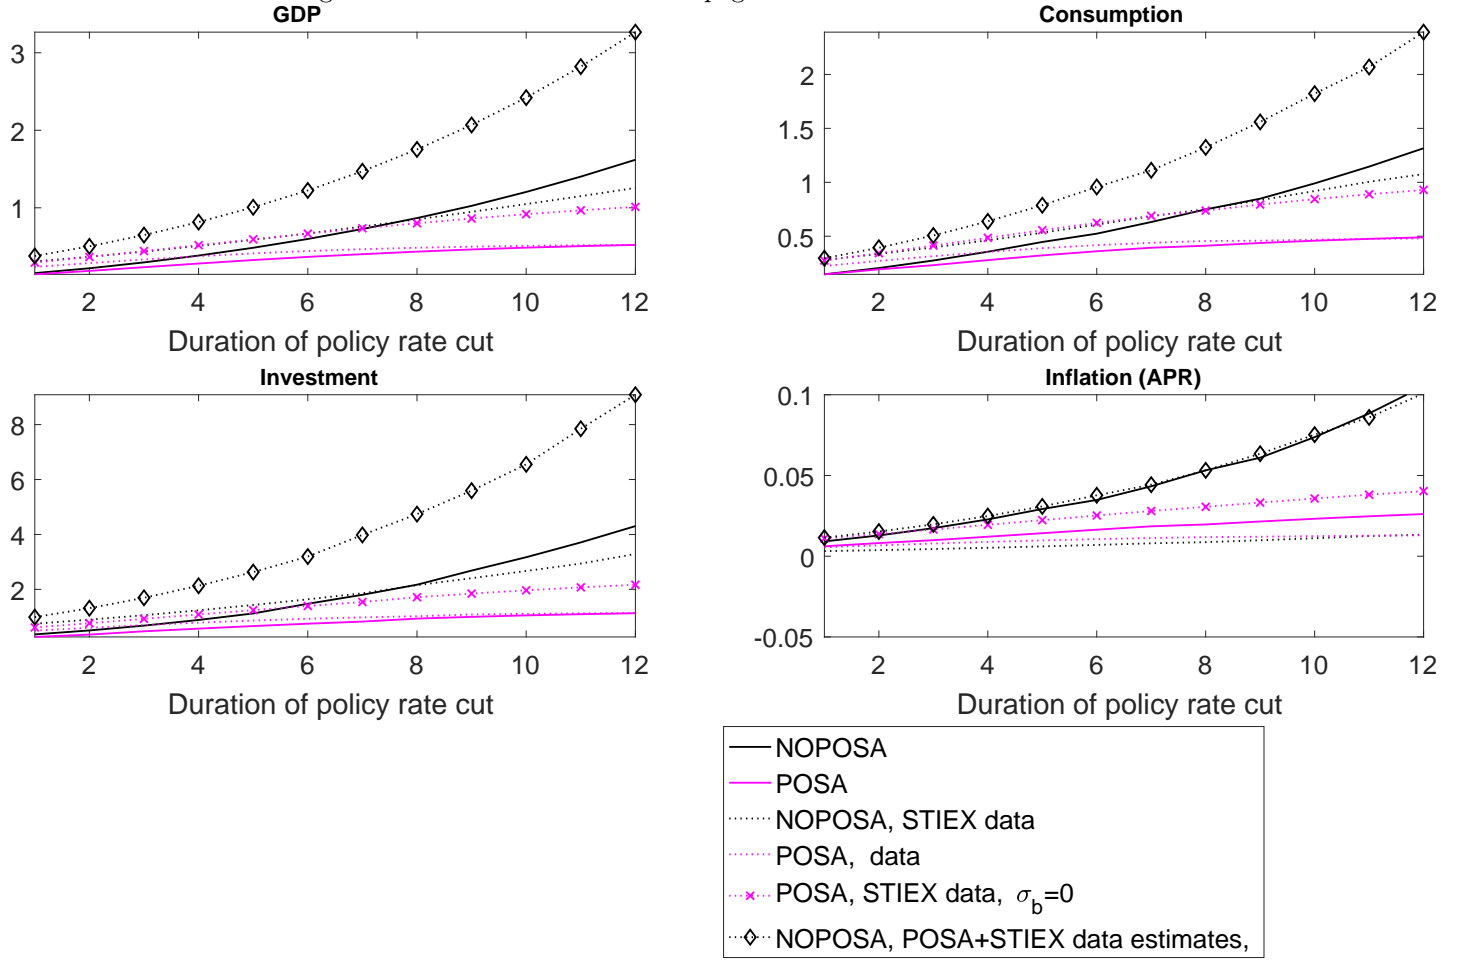 GDP
3
2
1
2 4 6 8 10 12
Duration of policy rate cut
Consumption
2
1.5
1
0.5
2 4 6 8 10 12
Duration of policy rate cut
Investment
8
6
4
2
2 4 6 8 10 12
Duration of policy rate cut
Inflation (APR)
0.1
0.05
0
-0.05
2 4 6 8 10 12
Duration of policy rate cut
NOPOSA
POSA
NOPOSA, STIEX data
POSA,  data
POSA, STIEX data, σ_b=0
NOPOSA, POSA+STIEX data estimates,